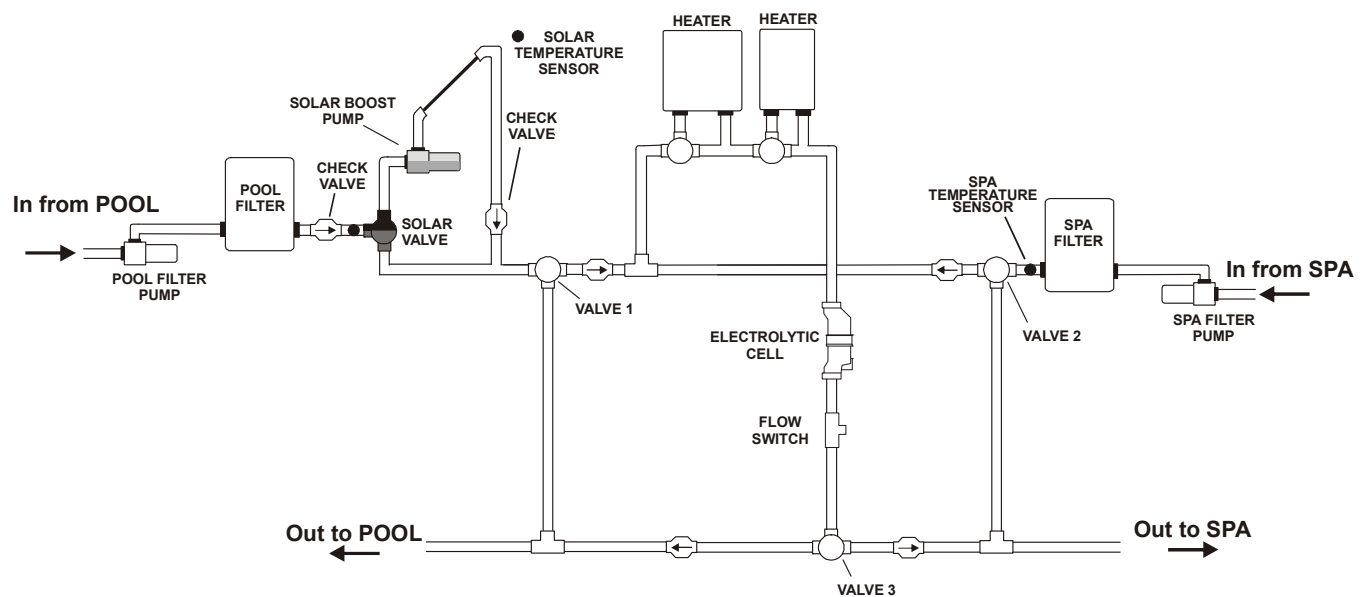 HEATER
HEATER
SOLAR
TEMPERATURE
SENSOR
SOLAR BOOST
PUMP
CHECK
VALVE
CHECK
VALVE
POOL
FILTER
SPA
TEMPERATURE
SENSOR
SPA
FILTER
In from POOL
SOLAR
VALVE
POOL FILTER
PUMP
In from SPA
VALVE 1
VALVE 2
SPA FILTER
PUMP
ELECTROLYTIC
CELL
FLOW
SWITCH
Out to POOL
Out to SPA
VALVE 3